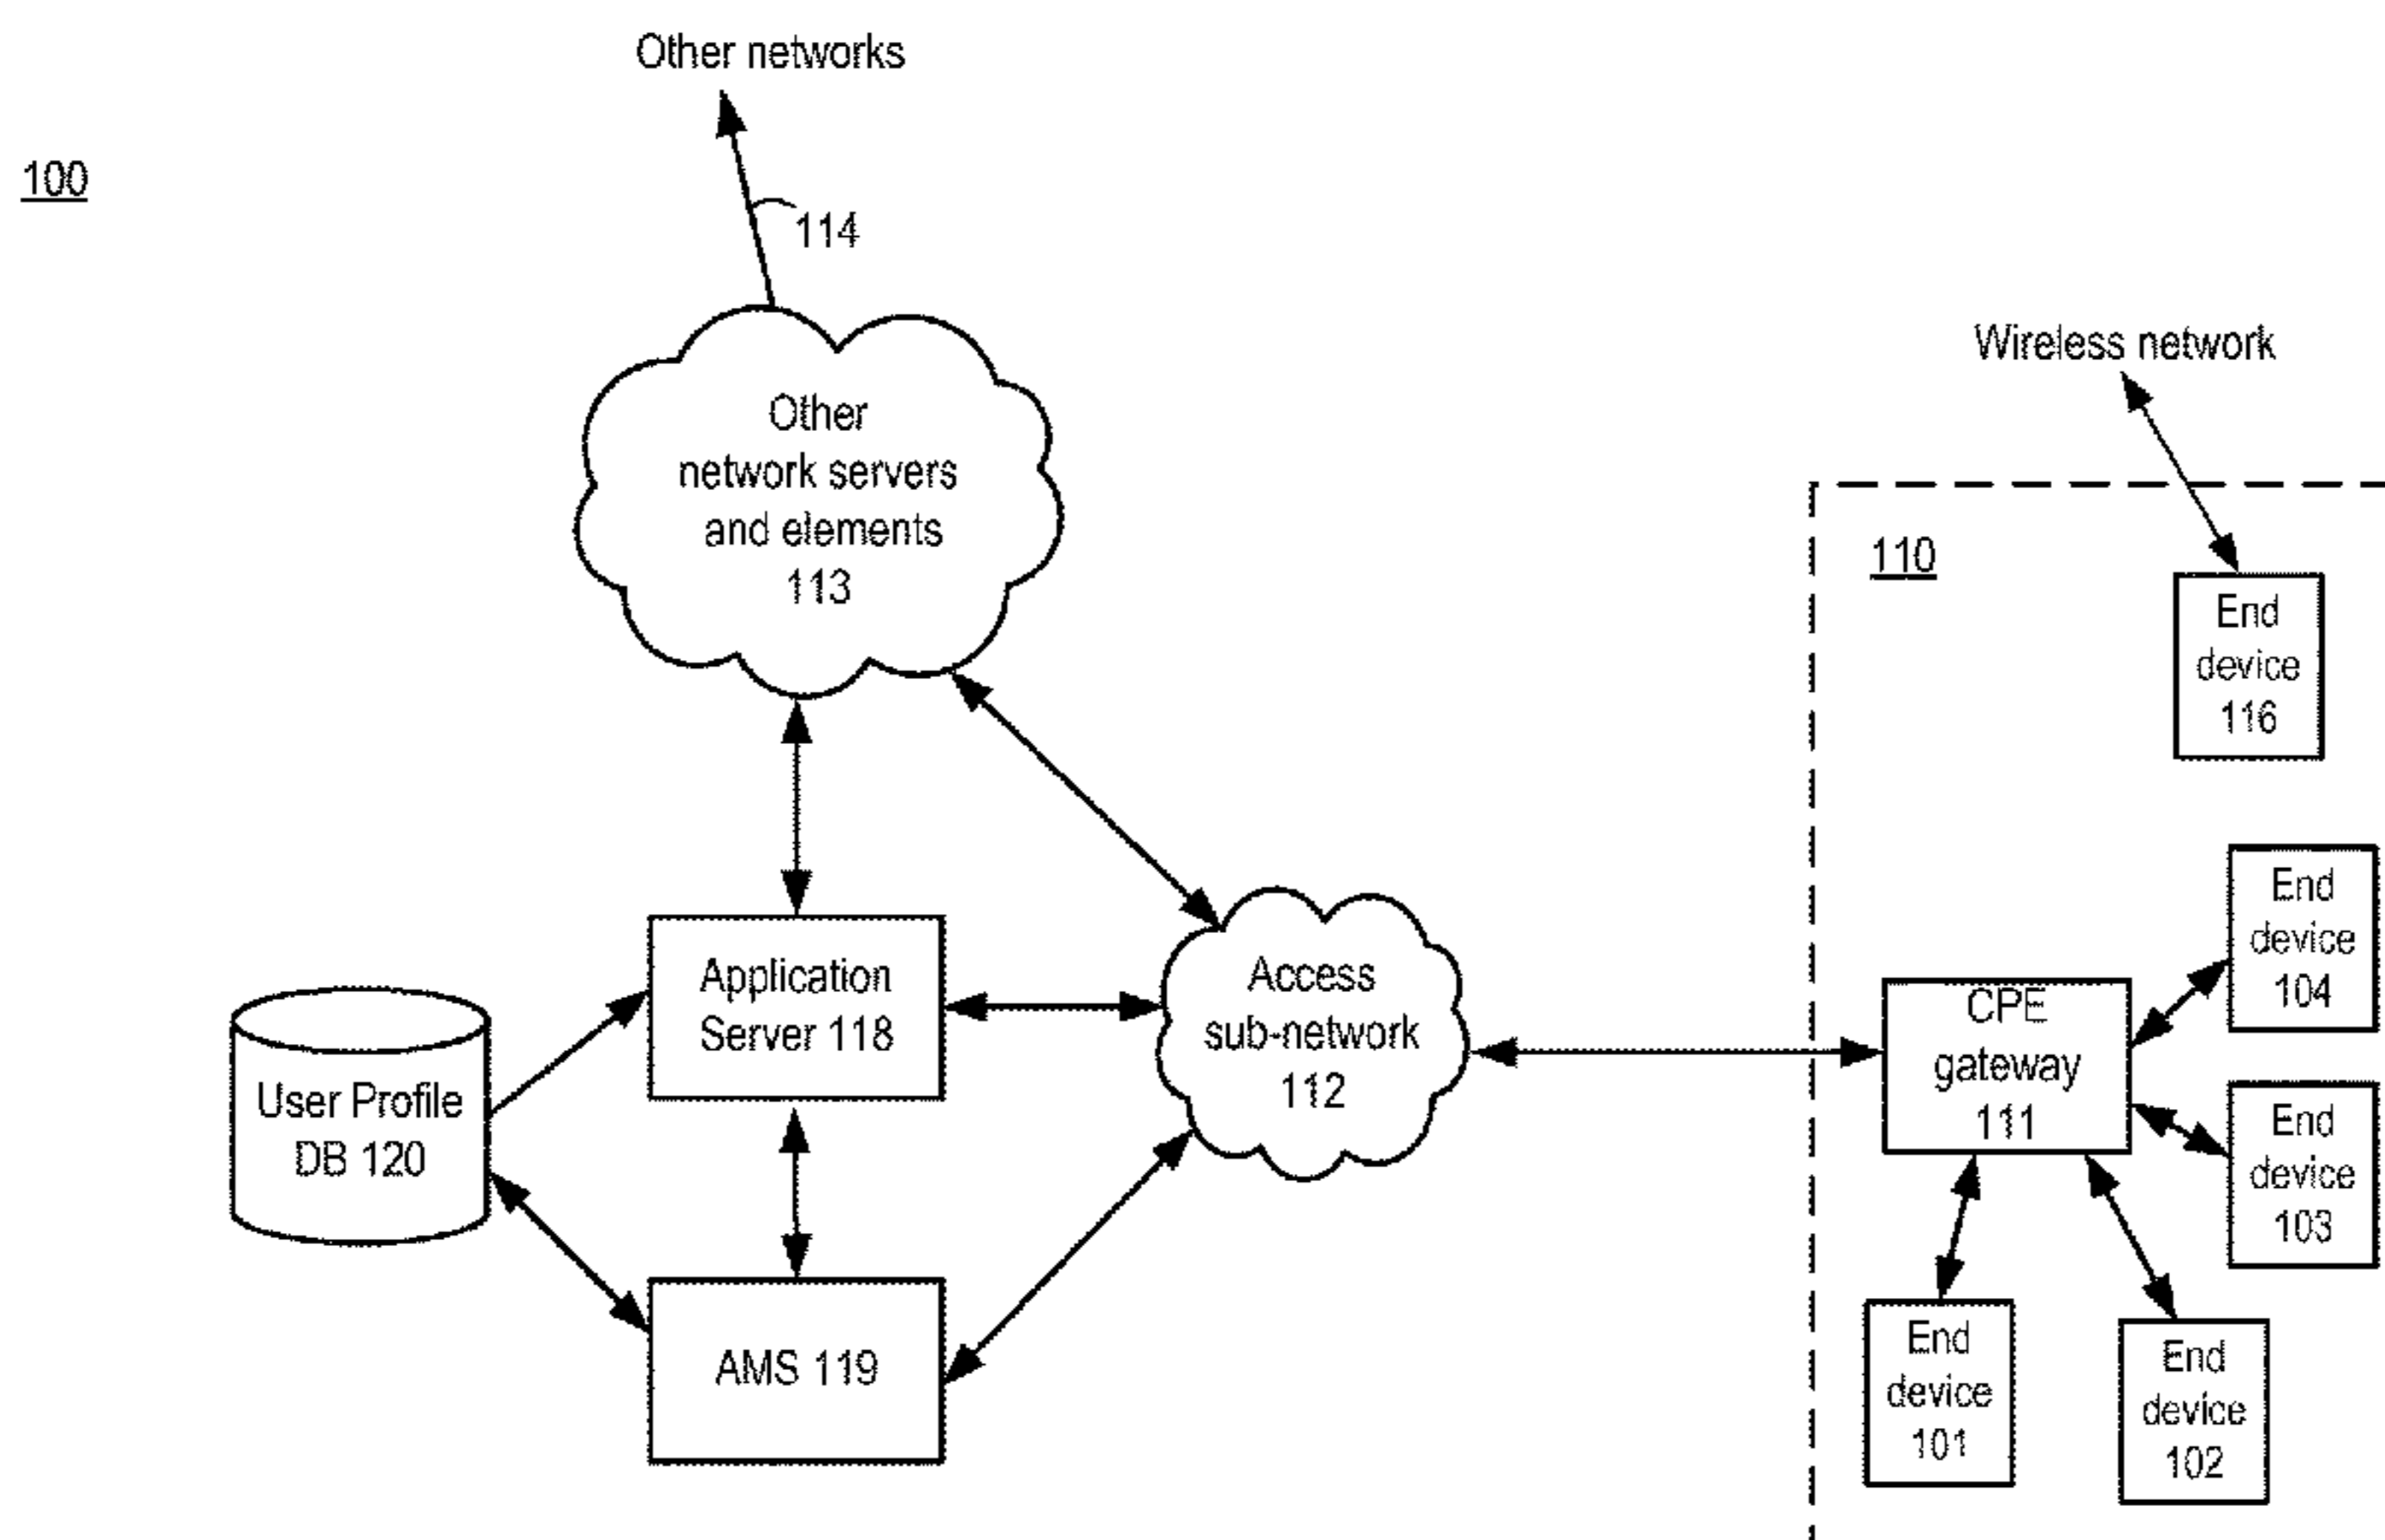 Other networks
100
114
Other
network servers
and elements
113
Wireless network
110
End
device
116
Application
Server 118
Access
sub-network
112
User Profile
DB 120
AMS 119
CPE
gateway
111
End
device
104
End
device
103
End
device
101
End
device
102